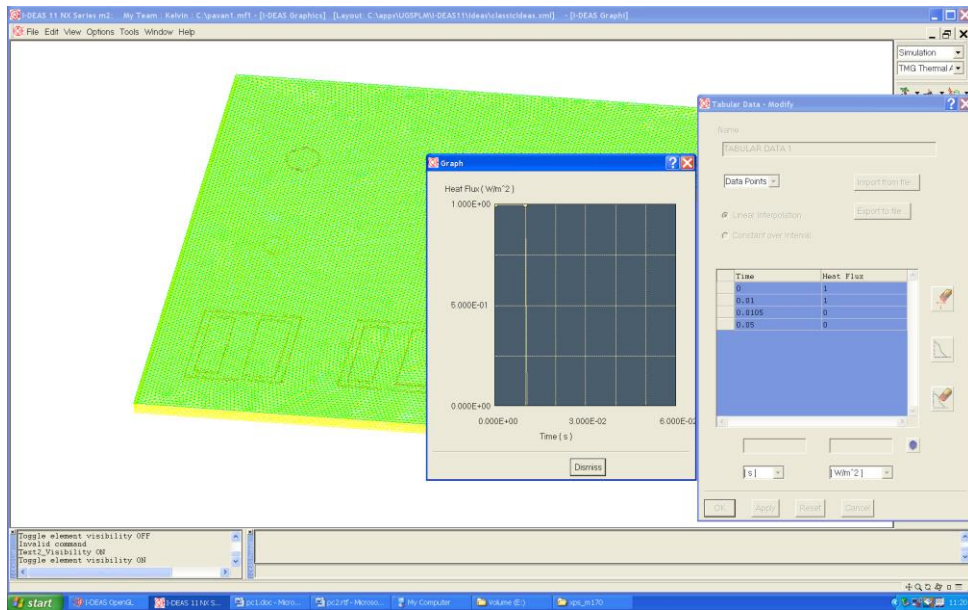 I-DEAS 11 NX Series m2: My Team : Kelvin : C:\pavan1.mf1 - [I-DEAS Graphics] [Layout: C:\apps\UGSPLM\I-DEAS11\ideas\classicIdeas.xml] - [I-DEAS Graphi]
File Edit View Options Tools Window Help
Simulation
TMG Thermal A
Tabular Data - Modify
Name
TABULAR DATA 1
Data Points
Import from file...
Linear Interpolation
Export to file...
Constant over Interval
Time Heat Flux
0 1
0.01 1
0.0105 0
0.05 0
[ s ] [ W/m^2 ]
OK Apply Reset Cancel
Graph
Heat Flux ( W/m^2 )
1.000E+00
5.000E-01
0.000E+00
0.000E+00 3.000E-02 6.000E-02
Time ( s )
Dismiss
Toggle element visibility OFF
Invalid command
Text2_Visibility ON
Toggle element visibility ON
start I-DEAS OpenGL I-DEAS 11 NX S... pc1.doc - Micro... pc2.rtf - Microso... My Computer Volume (E:) xps_m170 11:20